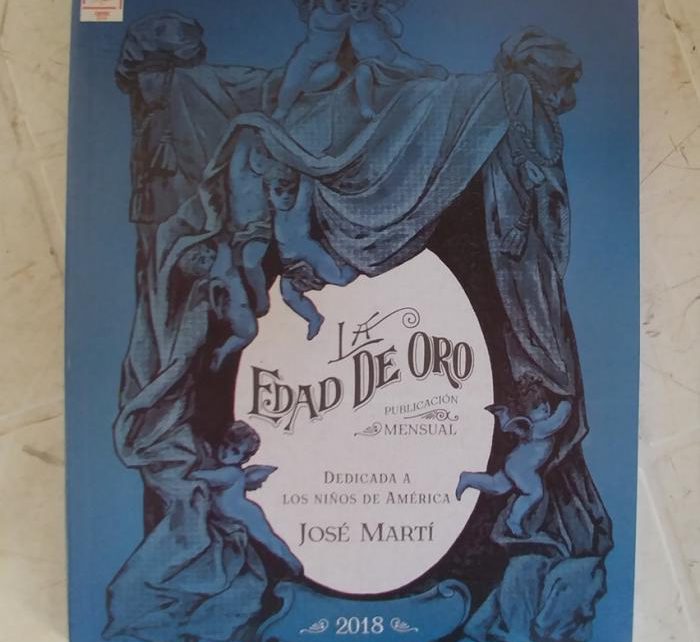 LA
EDAD DE ORO
PUBLICACIÓN
MENSUAL
DEDICADA A
LOS NIÑOS DE AMÉRICA
JOSÉ MARTÍ
2018